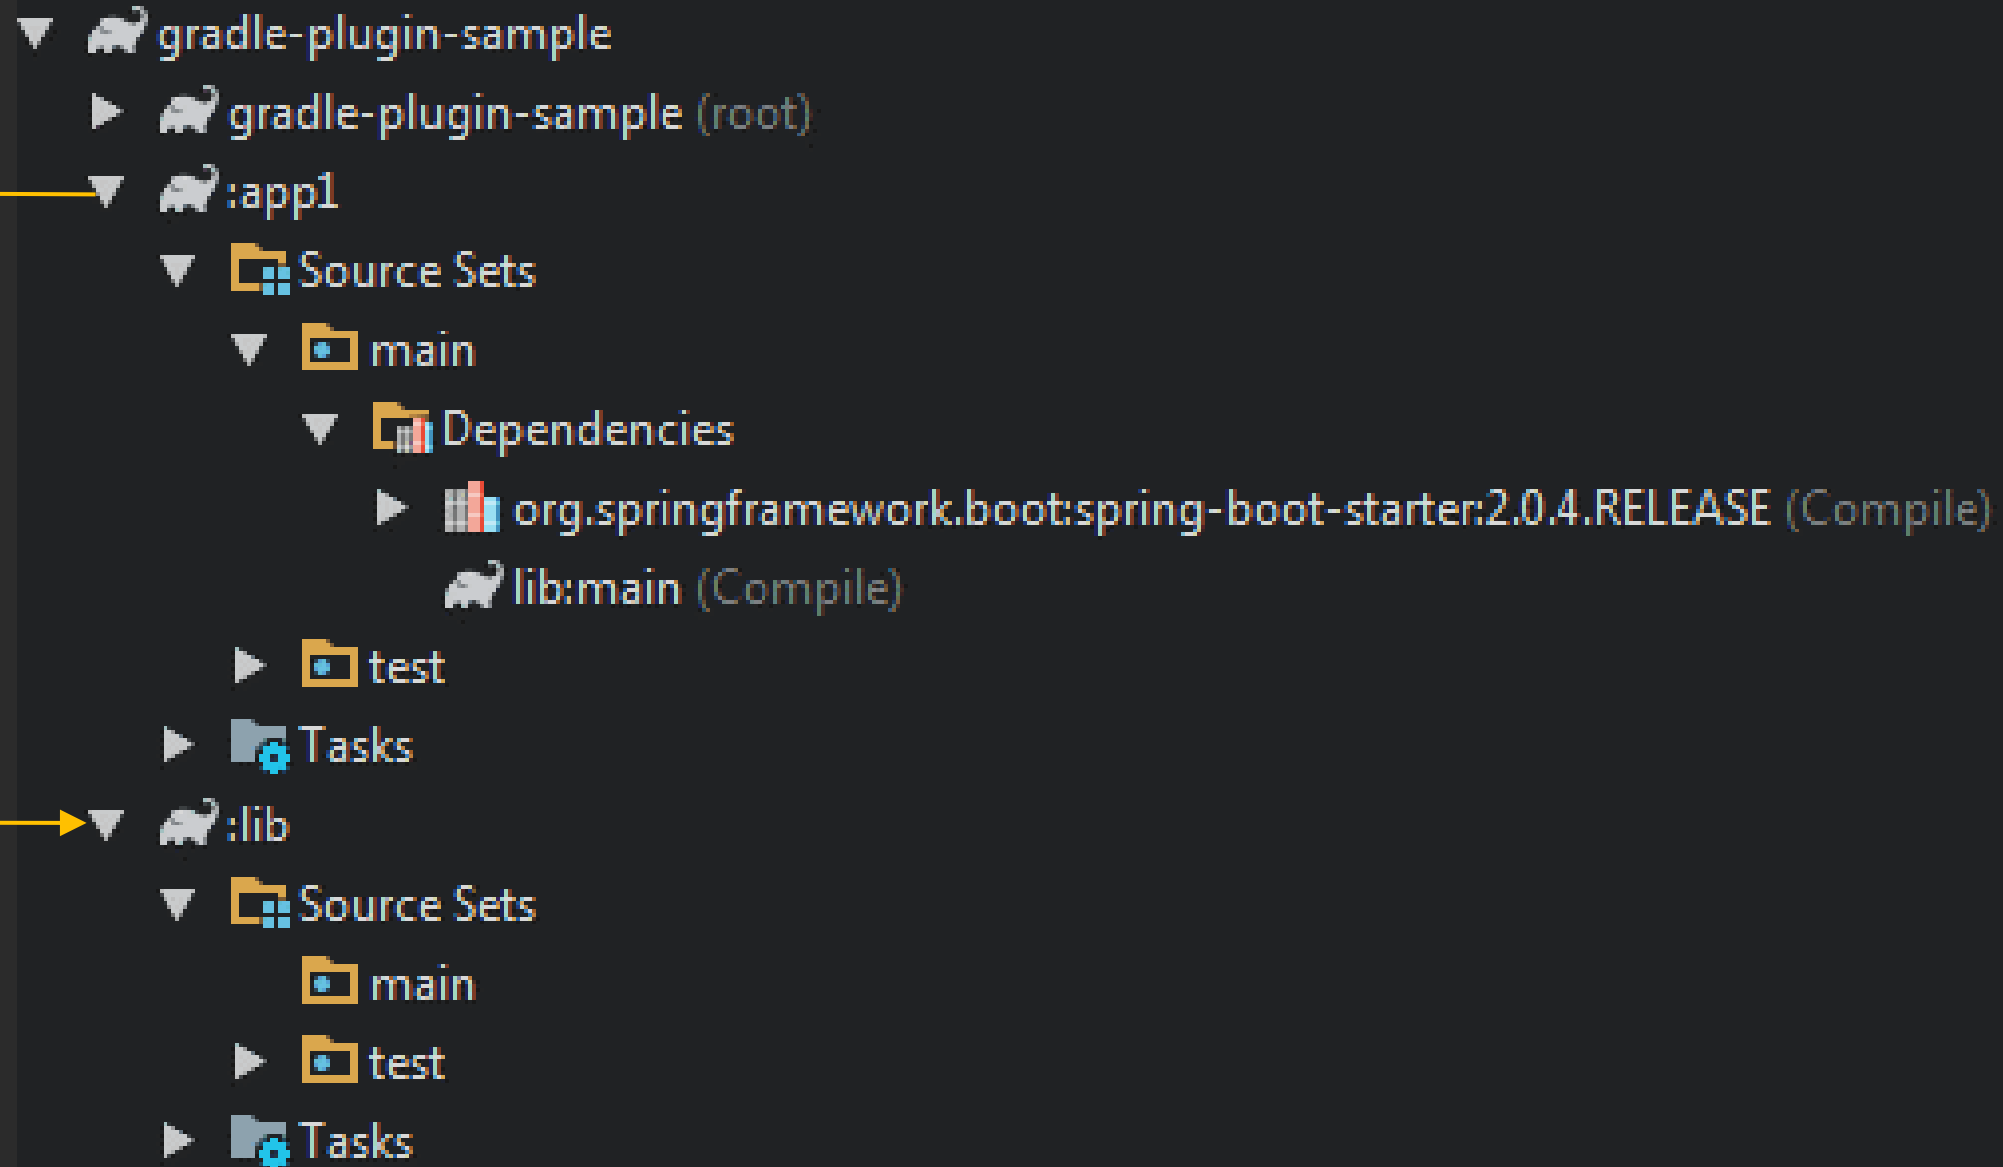 gradle-plugin-sample
gradle-plugin-sample (root)
:app1
Source Sets
main
Dependencies
org.springframework.boot:spring-boot-starter:2.0.4.RELEASE (Compile)
lib:main (Compile)
test
Tasks
:lib
Source Sets
main
test
Tasks